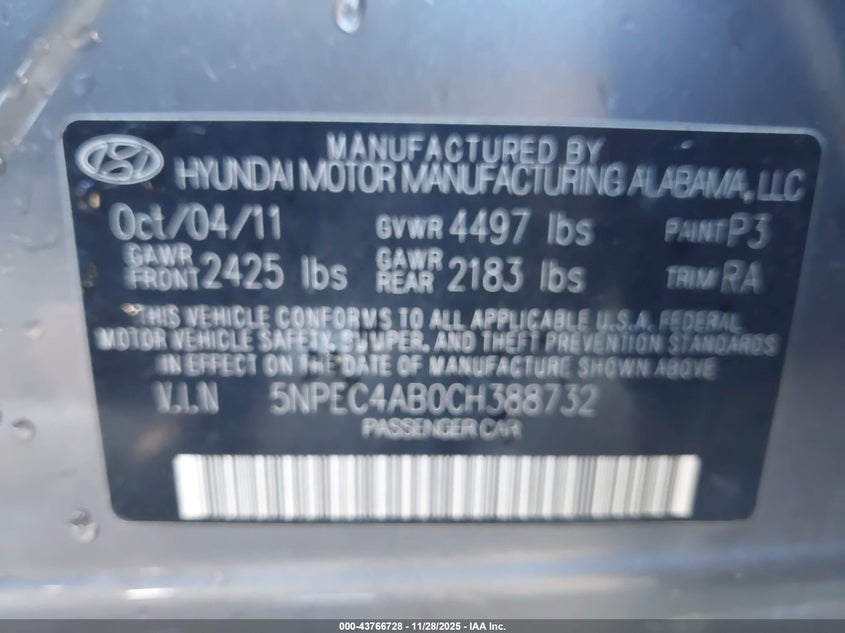 MANUFACTURED BY
HYUNDAI MOTOR MANUFACTURING ALABAMA, LLC
Oct/04/11 GVWR 4497 lbs PAINT P3
GAWR FRONT 2425 lbs GAWR REAR 2183 lbs TRIM RA
THIS VEHICLE CONFORMS TO ALL APPLICABLE U.S.A. FEDERAL
MOTOR VEHICLE SAFETY, BUMPER, AND THEFT PREVENTION STANDARDS
IN EFFECT ON THE DATE OF MANUFACTURE SHOWN ABOVE
V.I.N 5NPEC4AB0CH388732
PASSENGER CAR
000-43766728 - 11/28/2025 - IAA Inc.